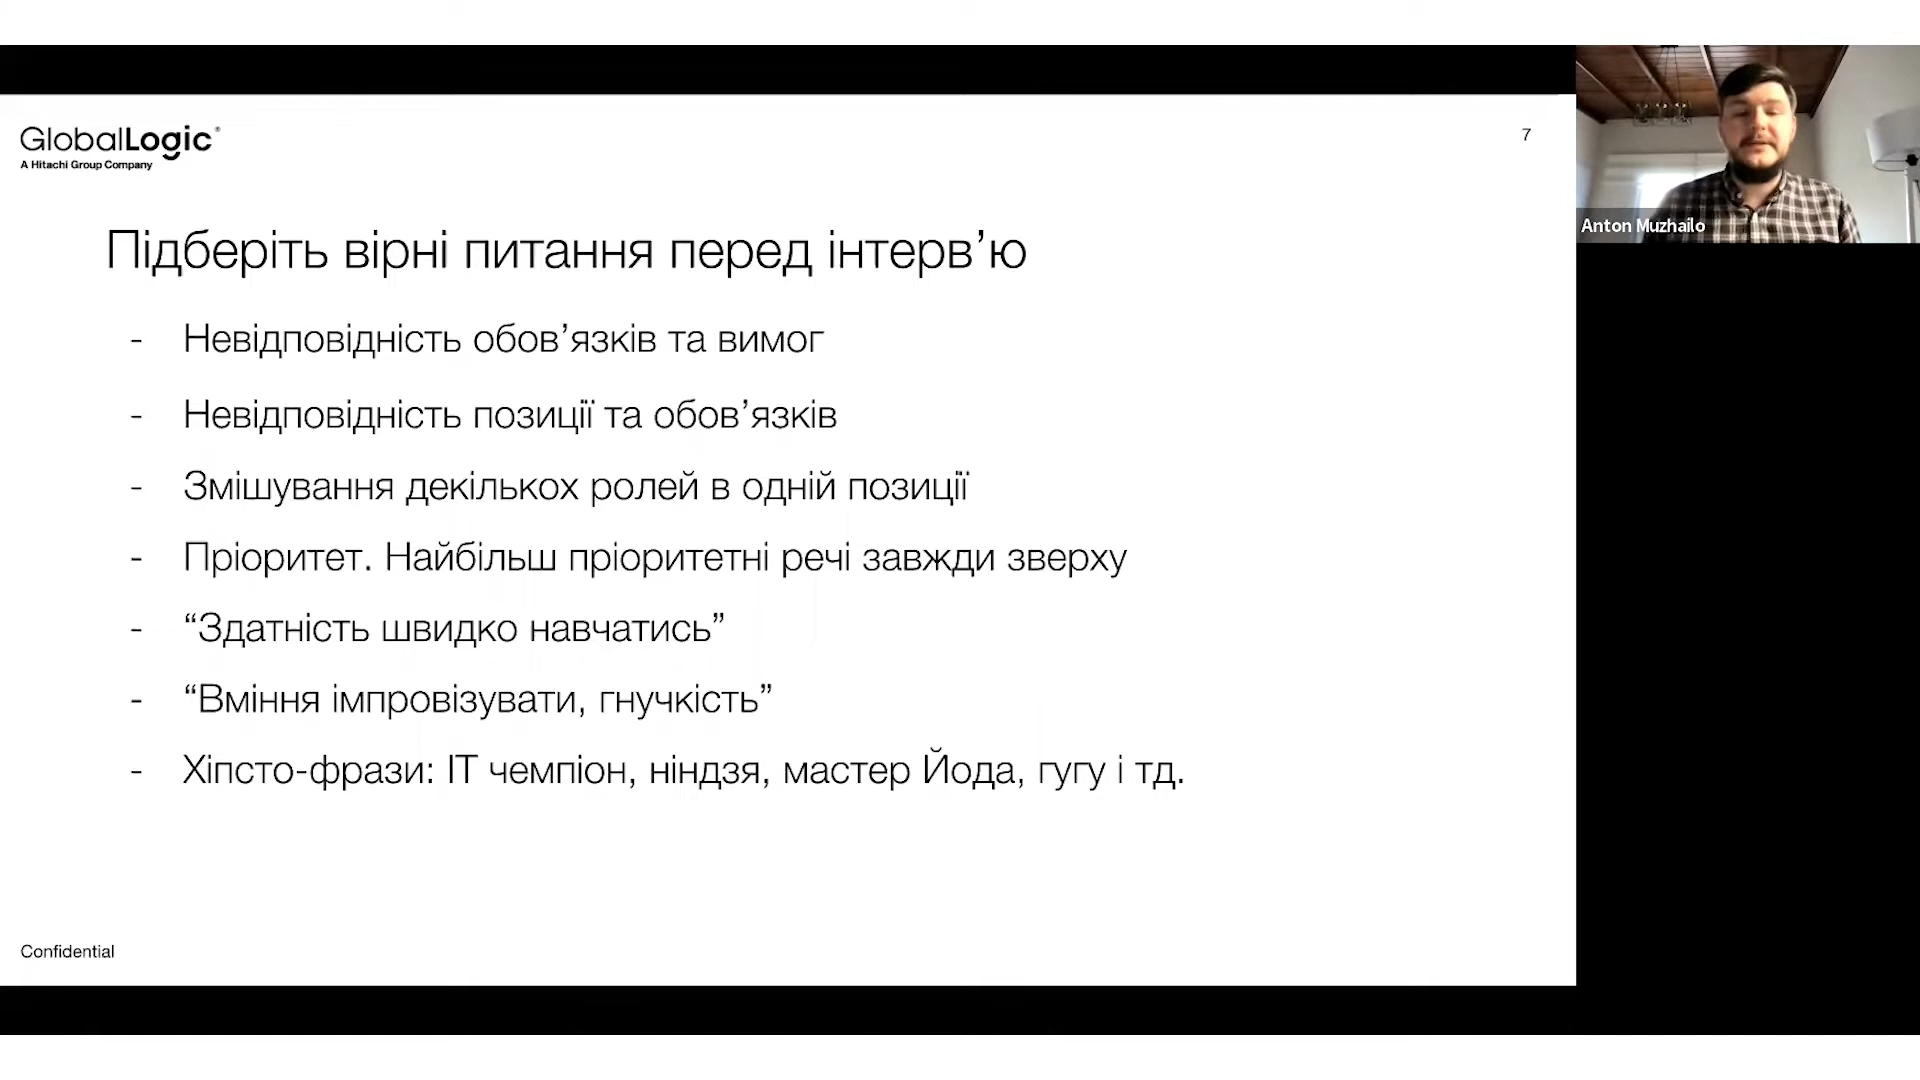 GlobalLogic®
A Hitachi Group Company
7
Підберіть вірні питання перед інтерв’ю
- Невідповідність обов’язків та вимог
- Невідповідність позиції та обов’язків
- Змішування декількох ролей в одній позиції
- Пріоритет. Найбільш пріоритетні речі завжди зверху
- “Здатність швидко навчатись”
- “Вміння імпровізувати, гнучкість”
- Хіпсто-фрази: ІТ чемпіон, ніндзя, мастер Йода, гугу і тд.
Confidential
Anton Muzhailo